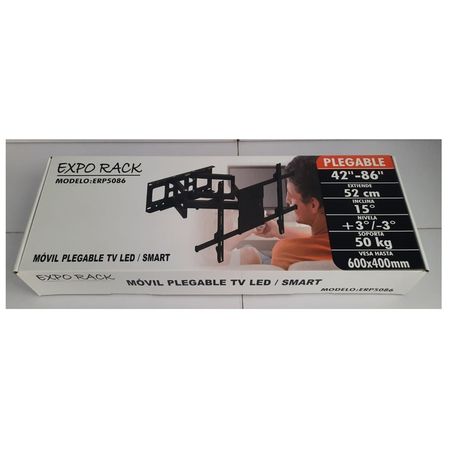 EXPO RACK
MODELO:ERP5086
PLEGABLE
42"-86"
EXTIENDE
52 cm
INCLINA
15°
NIVELA
+3°/-3°
SOPORTA
50 kg
VESA HASTA
600x400mm
MÓVIL PLEGABLE TV LED / SMART
EXPO RACK
MÓVIL PLEGABLE TV LED / SMART
MODELO:ERP5086